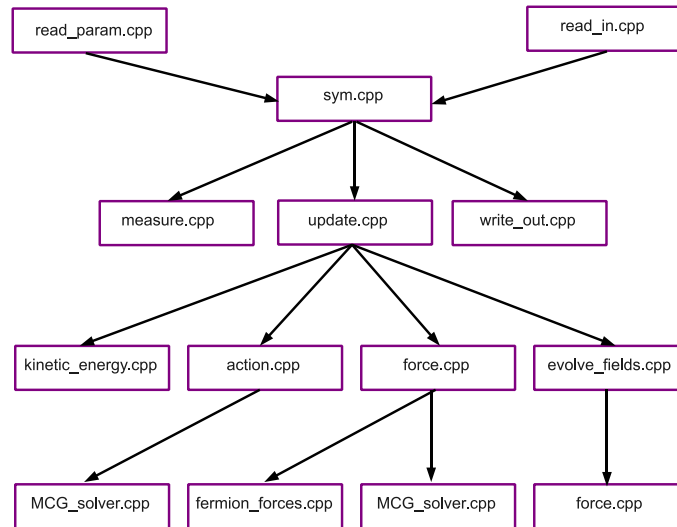 read_param.cpp
read_in.cpp
sym.cpp
measure.cpp
update.cpp
write_out.cpp
kinetic_energy.cpp
action.cpp
force.cpp
evolve_fields.cpp
MCG_solver.cpp
fermion_forces.cpp
MCG_solver.cpp
force.cpp